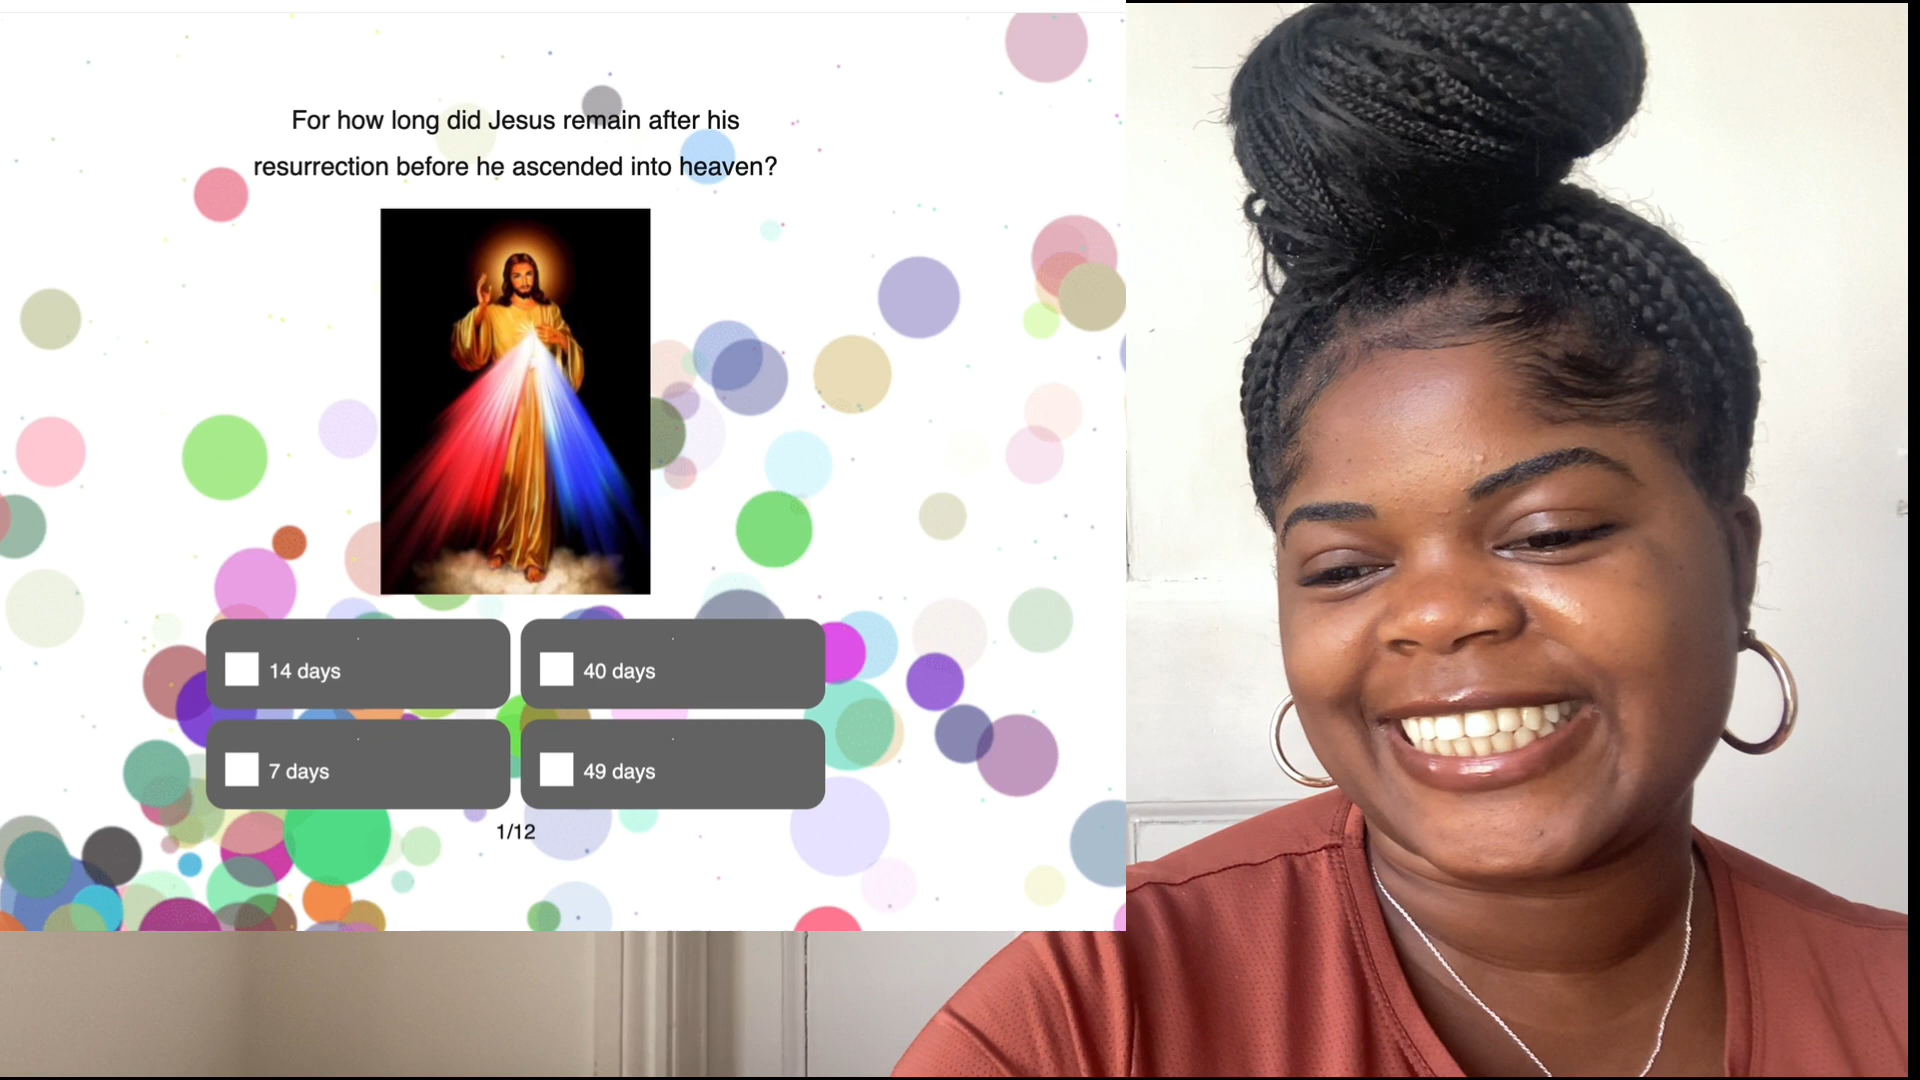 For how long did Jesus remain after his
resurrection before he ascended into heaven?
14 days
40 days
7 days
49 days
1/12